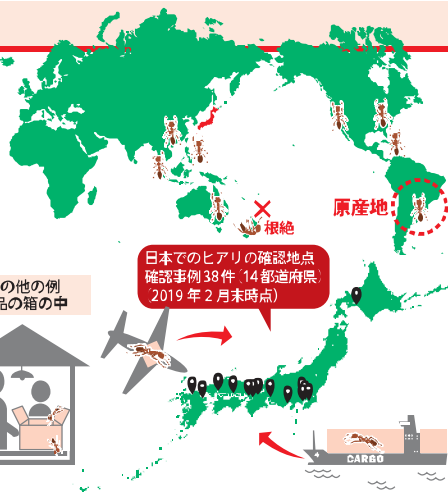 原産地
根絶
日本でのヒアリの確認地点
確認事例38件（14都道府県）
（2019年2月末時点）
の他の例
品の箱の中
CARGO